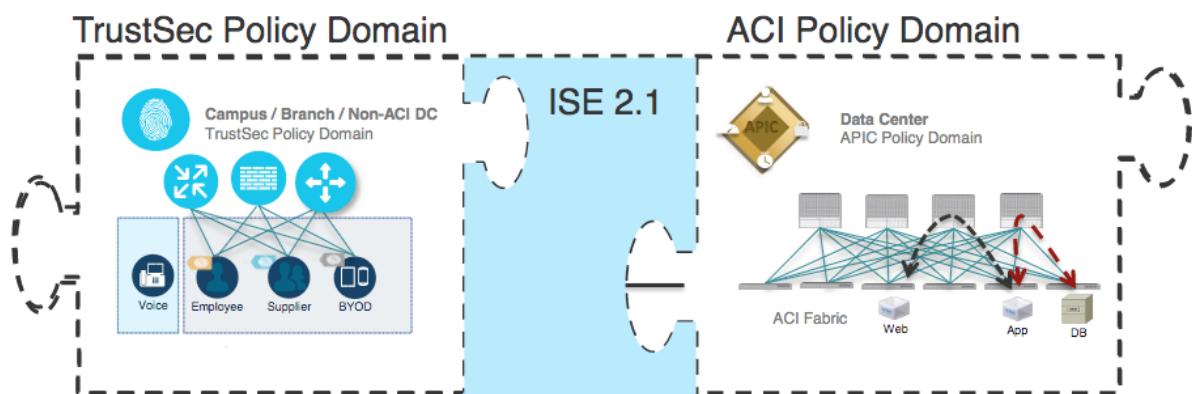 TrustSec Policy Domain
ACI Policy Domain
ISE 2.1
Campus / Branch / Non-ACI DC
TrustSec Policy Domain
Voice
Employee
Supplier
BYOD
APIC
Data Center
APIC Policy Domain
ACI Fabric
Web
App
DB